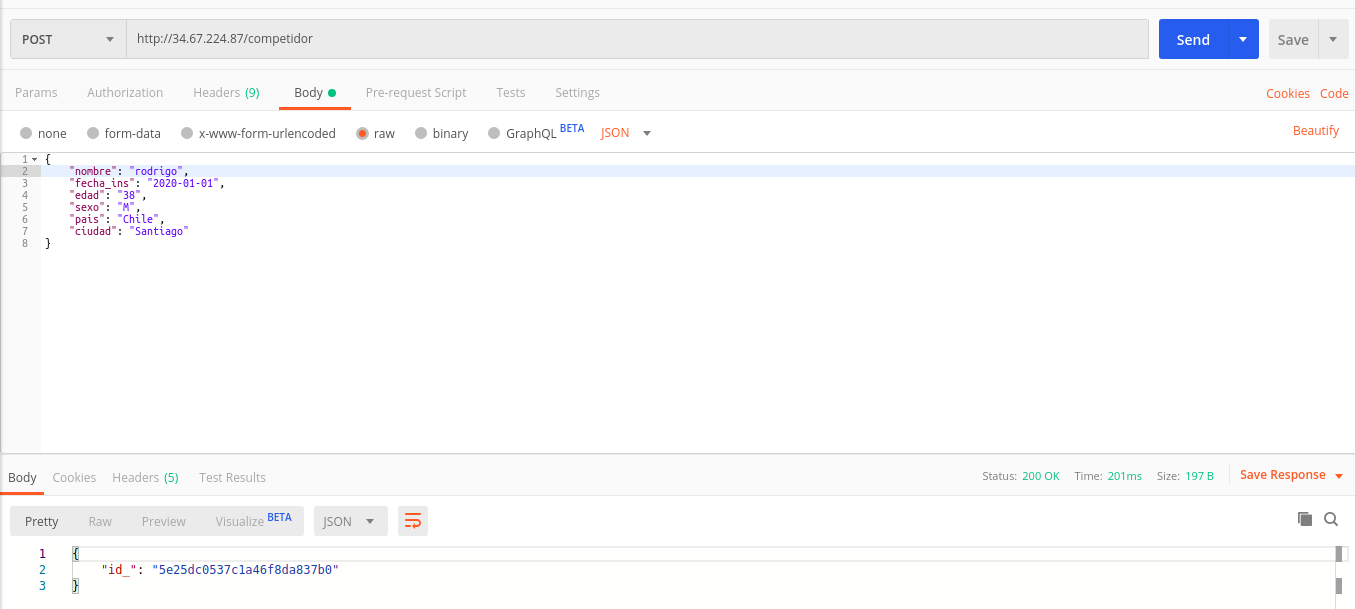 POST http://34.67.224.87/competidor Send Save
Params Authorization Headers (9) Body Pre-request Script Tests Settings Cookies Code
none form-data x-www-form-urlencoded raw binary GraphQL BETA JSON Beautify
1 {
2 "nombre": "rodrigo",
3 "fecha_ins": "2020-01-01",
4 "edad": "38",
5 "sexo": "M",
6 "pais": "Chile",
7 "ciudad": "Santiago"
8 }
Body Cookies Headers (5) Test Results Status: 200 OK Time: 201ms Size: 197 B Save Response
Pretty Raw Preview Visualize BETA JSON
1 {
2 "id_": "5e25dc0537c1a46f8da837b0"
3 }